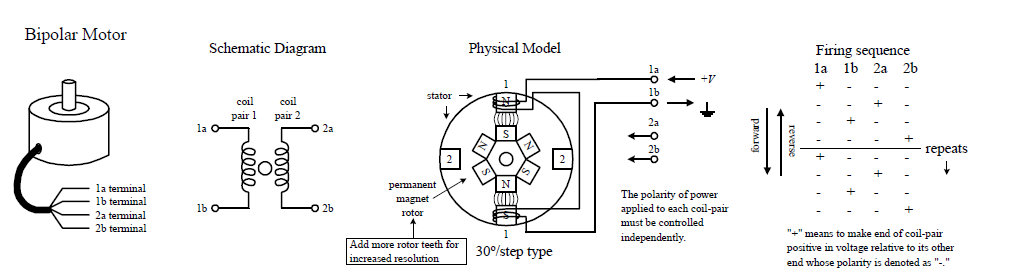 Bipolar Motor
1a terminal
1b terminal
2a terminal
2b terminal
Schematic Diagram
coil
pair 1
coil
pair 2
1a
2a
1b
2b
Physical Model
stator
1
N
S
N
N
2
2
S
S
N
S
1
permanent
magnet
rotor
Add more rotor teeth for
increased resolution
30°/step type
1a
+V
1b
2a
2b
The polarity of power
applied to each coil-pair
must be controlled
independently.
forward
reverse
Firing sequence
1a 1b 2a 2b
+ - - -
- - + -
- + - -
- - - +
repeats
+ - - -
- - + -
- + - -
- - - +
"+" means to make end of coil-pair
positive in voltage relative to its other
end whose polarity is denoted as "-."